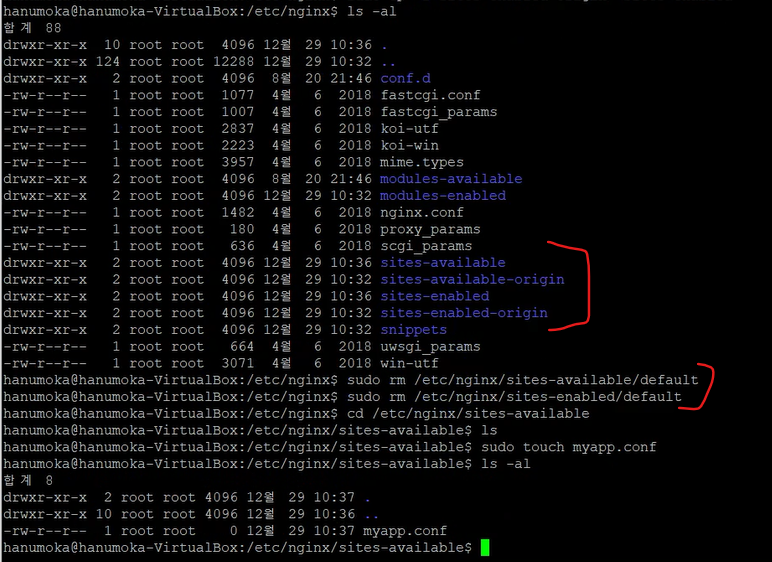 hanumoka@hanumoka-VirtualBox:/etc/nginx$ ls -al
합계 88
drwxr-xr-x 10 root root 4096 12월 29 10:36 .
drwxr-xr-x 124 root root 12288 12월 29 10:32 ..
drwxr-xr-x 2 root root 4096 8월 20 21:46 conf.d
-rw-r--r-- 1 root root 1077 4월 6 2018 fastcgi.conf
-rw-r--r-- 1 root root 1007 4월 6 2018 fastcgi_params
-rw-r--r-- 1 root root 2837 4월 6 2018 koi-utf
-rw-r--r-- 1 root root 2223 4월 6 2018 koi-win
-rw-r--r-- 1 root root 3957 4월 6 2018 mime.types
drwxr-xr-x 2 root root 4096 8월 20 21:46 modules-available
drwxr-xr-x 2 root root 4096 12월 29 10:32 modules-enabled
-rw-r--r-- 1 root root 1482 4월 6 2018 nginx.conf
-rw-r--r-- 1 root root 180 4월 6 2018 proxy_params
-rw-r--r-- 1 root root 636 4월 6 2018 scgi_params
drwxr-xr-x 2 root root 4096 12월 29 10:36 sites-available
drwxr-xr-x 2 root root 4096 12월 29 10:32 sites-available-origin
drwxr-xr-x 2 root root 4096 12월 29 10:36 sites-enabled
drwxr-xr-x 2 root root 4096 12월 29 10:32 sites-enabled-origin
drwxr-xr-x 2 root root 4096 12월 29 10:32 snippets
-rw-r--r-- 1 root root 664 4월 6 2018 uwsgi_params
-rw-r--r-- 1 root root 3071 4월 6 2018 win-utf
hanumoka@hanumoka-VirtualBox:/etc/nginx$ sudo rm /etc/nginx/sites-available/default
hanumoka@hanumoka-VirtualBox:/etc/nginx$ sudo rm /etc/nginx/sites-enabled/default
hanumoka@hanumoka-VirtualBox:/etc/nginx$ cd /etc/nginx/sites-available
hanumoka@hanumoka-VirtualBox:/etc/nginx/sites-available$ ls
hanumoka@hanumoka-VirtualBox:/etc/nginx/sites-available$ sudo touch myapp.conf
hanumoka@hanumoka-VirtualBox:/etc/nginx/sites-available$ ls -al
합계 8
drwxr-xr-x 2 root root 4096 12월 29 10:37 .
drwxr-xr-x 10 root root 4096 12월 29 10:36 ..
-rw-r--r-- 1 root root 0 12월 29 10:37 myapp.conf
hanumoka@hanumoka-VirtualBox:/etc/nginx/sites-available$